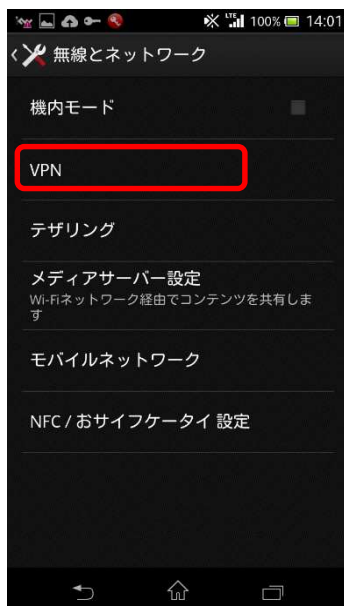 LTE 100% 14:01
無線とネットワーク
機内モード
VPN
テザリング
メディアサーバー設定
Wi-Fiネットワーク経由でコンテンツを共有しま
す
モバイルネットワーク
NFC / おサイフケータイ 設定